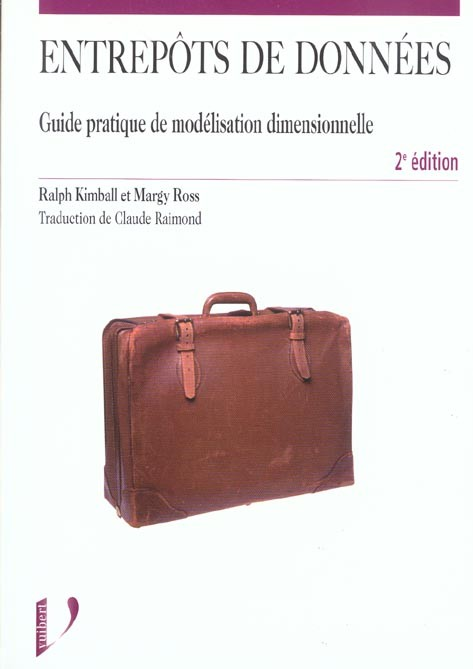 ENTREPÔTS DE DONNÉES
Guide pratique de modélisation dimensionnelle
2e édition
Ralph Kimball et Margy Ross
Traduction de Claude Raimond
vuibert